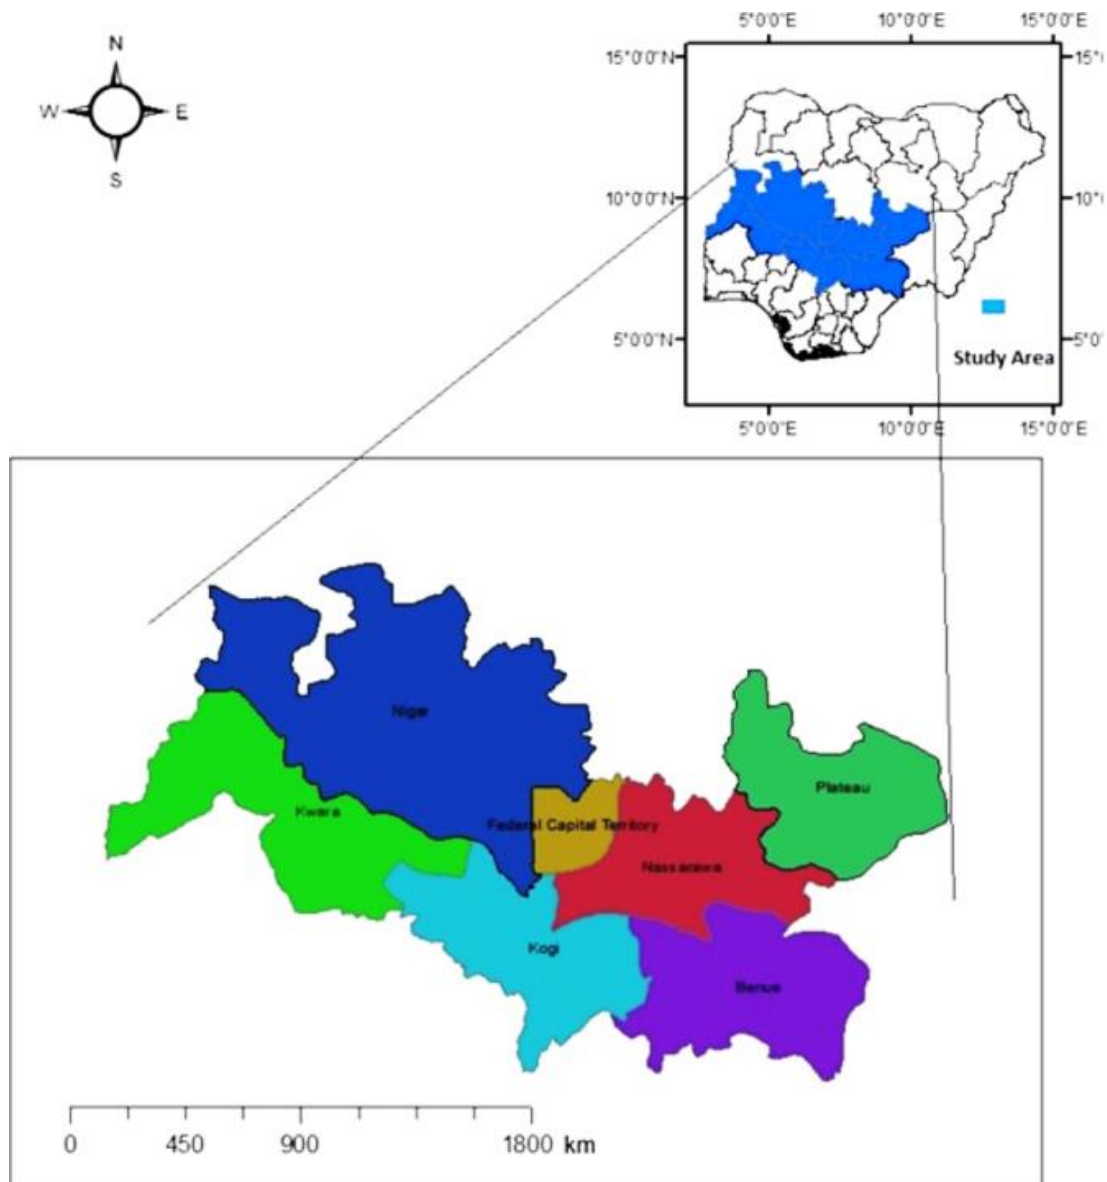 N
W E
S
5°0'0"E 10°0'0"E 15°0'0"E
15°0'0"N 15°
10°0'0"N 10°
5°0'0"N 5°0'
Study Area
5°0'0"E 10°0'0"E 15°0'0"E
Niger
Plateau
Kwara
Federal Capital Territory
Nassarawa
Kogi
Benue
0 450 900 1800 km